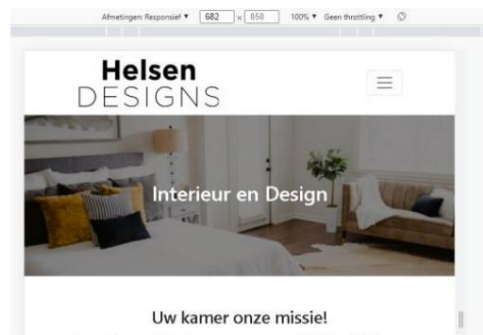 Afmetingen: Responsief ▼ 682 x 850 100% ▼ Geen throttling ▼
Helsen
DESIGNS
Interieur en Design
Uw kamer onze missie!